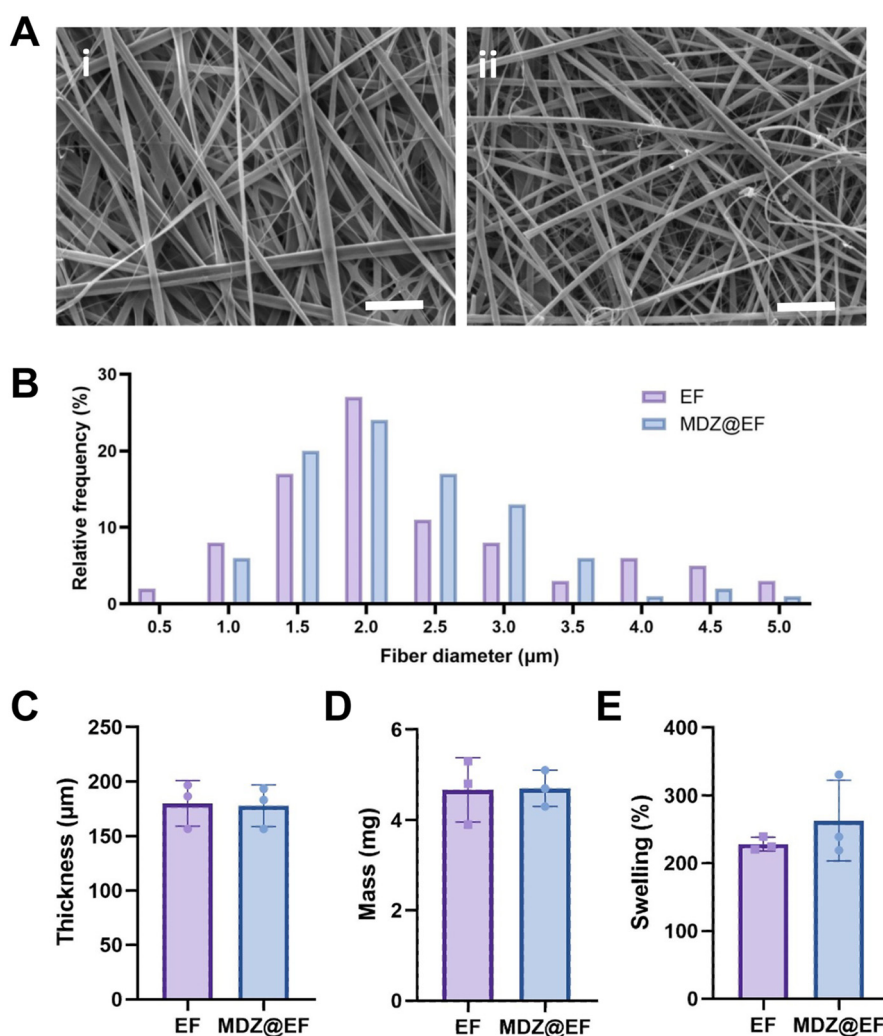 A
i
ii
B
Relative frequency (%)
30
20
10
0
EF
MDZ@EF
0.5 1.0 1.5 2.0 2.5 3.0 3.5 4.0 4.5 5.0
Fiber diameter (µm)
C
Thickness (µm)
250
200
150
100
50
0
EF MDZ@EF
D
Mass (mg)
6
4
2
0
EF MDZ@EF
E
Swelling (%)
400
300
200
100
0
EF MDZ@EF